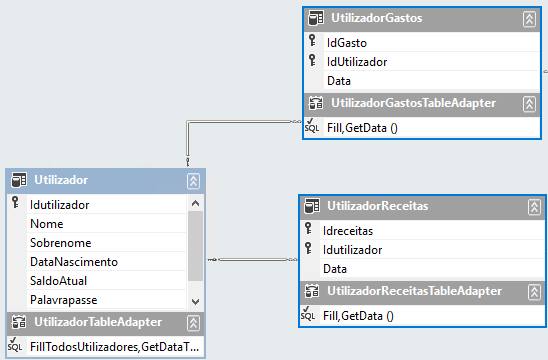 UtilizadorGastos
IdGasto
IdUtilizador
Data
UtilizadorGastosTableAdapter
SQL Fill,GetData ()
Utilizador
Idutilizador
Nome
Sobrenome
DataNascimento
SaldoAtual
Palavrapasse
UtilizadorTableAdapter
SQL FillTodosUtilizadores,GetDataT...
UtilizadorReceitas
Idreceitas
Idutilizador
Data
UtilizadorReceitasTableAdapter
SQL Fill,GetData ()